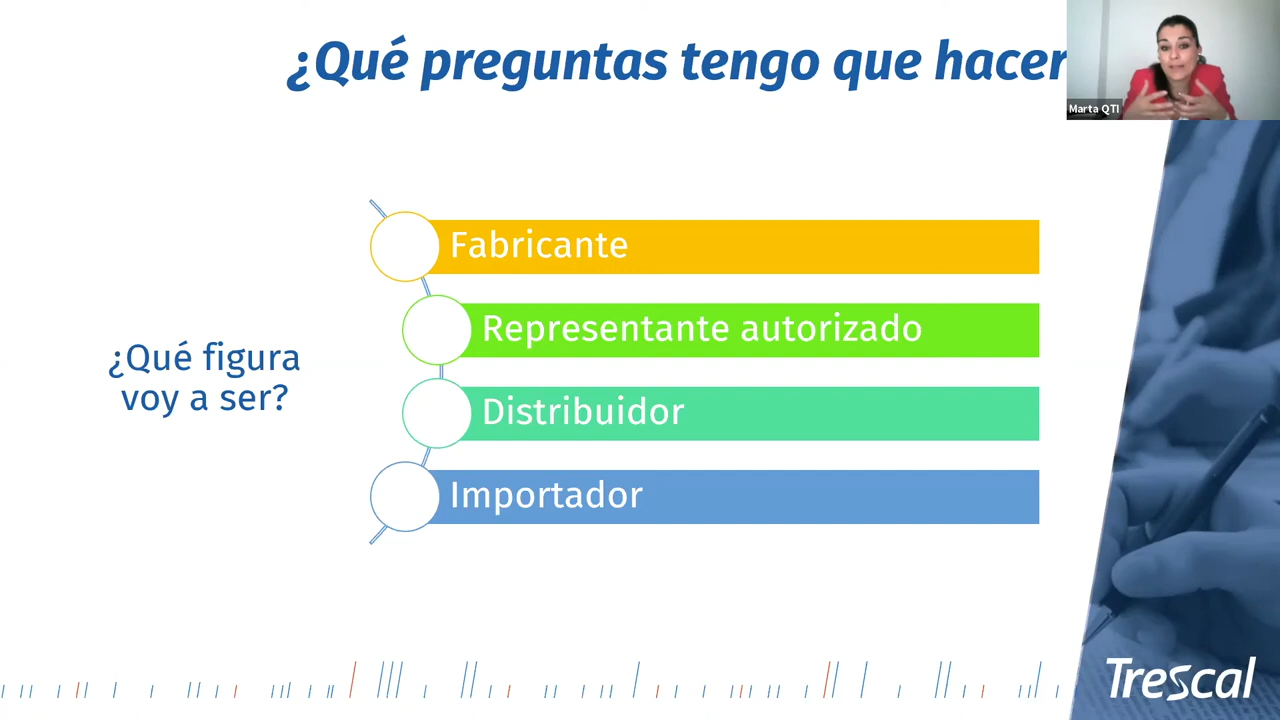 ¿Qué preguntas tengo que hacer
Marta QTI
Fabricante
Representante autorizado
¿Qué figura
voy a ser?
Distribuidor
Importador
Trescal